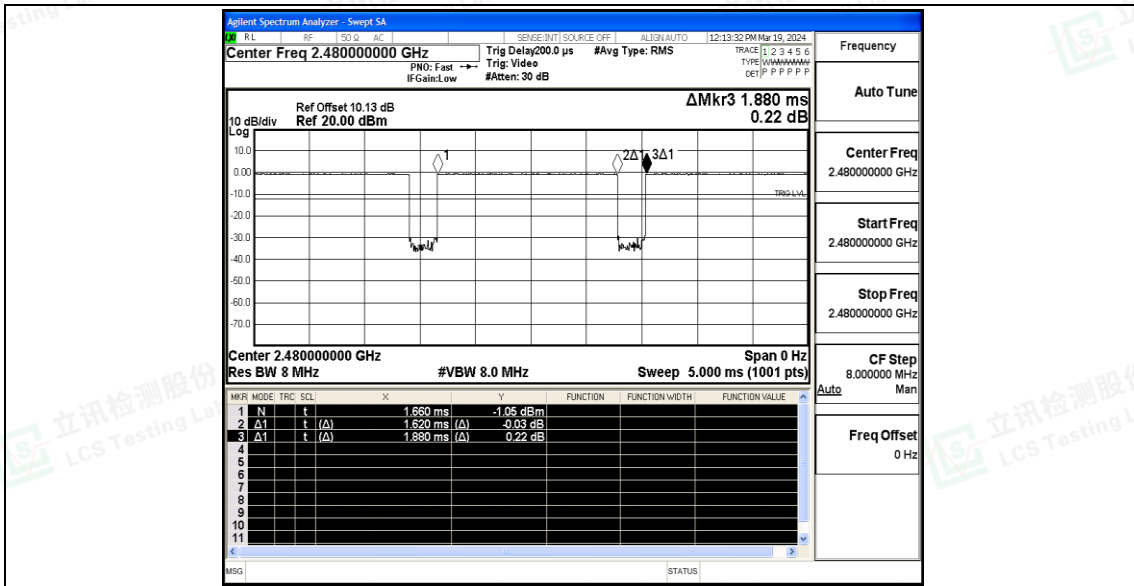 Agilent Spectrum Analyzer - Swept SA
LXI RL RF 50 Ω AC SENSE:INT SOURCE OFF ALIGNAUTO 12:13:32 PM Mar 19, 2024
Center Freq 2.480000000 GHz
Trig Delay200.0 µs #Avg Type: RMS
TRACE 1 2 3 4 5 6
PNO: Fast Trig: Video
TYPE WWWWWW
IFGain:Low #Atten: 30 dB
DET P P P P P P
Frequency
Auto Tune
Center Freq
2.480000000 GHz
Start Freq
2.480000000 GHz
Stop Freq
2.480000000 GHz
CF Step
8.000000 MHz
Auto Man
Freq Offset
0 Hz
ΔMkr3 1.880 ms
0.22 dB
Ref Offset 10.13 dB
10 dB/div Ref 20.00 dBm
Log
10.0
0.00
-10.0
-20.0
-30.0
-40.0
-50.0
-60.0
-70.0
1
2Δ1
3Δ1
TRIG LVL
Center 2.480000000 GHz Span 0 Hz
Res BW 8 MHz #VBW 8.0 MHz Sweep 5.000 ms (1001 pts)
MKR MODE TRC SCL X Y FUNCTION FUNCTION WIDTH FUNCTION VALUE
1 N t 1.660 ms -1.05 dBm
2 Δ1 t (Δ) 1.620 ms (Δ) -0.03 dB
3 Δ1 t (Δ) 1.880 ms (Δ) 0.22 dB
4
5
6
7
8
9
10
11
MSG STATUS
立讯检测股份
LCS Testing Lab
立讯检测股份
LCS Testing L